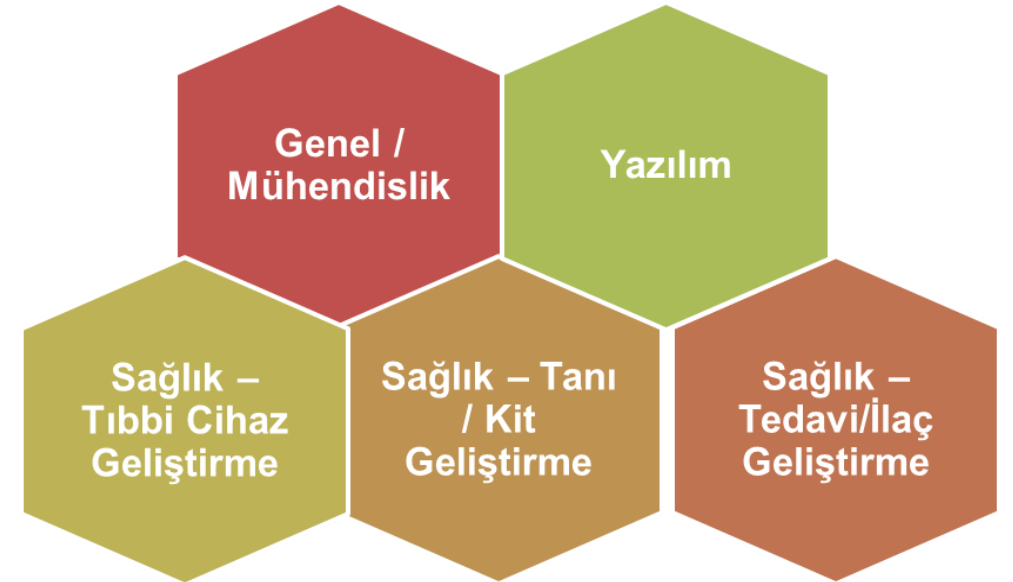 Genel /
Mühendislik
Yazılım
Sağlık –
Tıbbi Cihaz
Geliştirme
Sağlık – Tanı
/ Kit
Geliştirme
Sağlık –
Tedavi/İlaç
Geliştirme